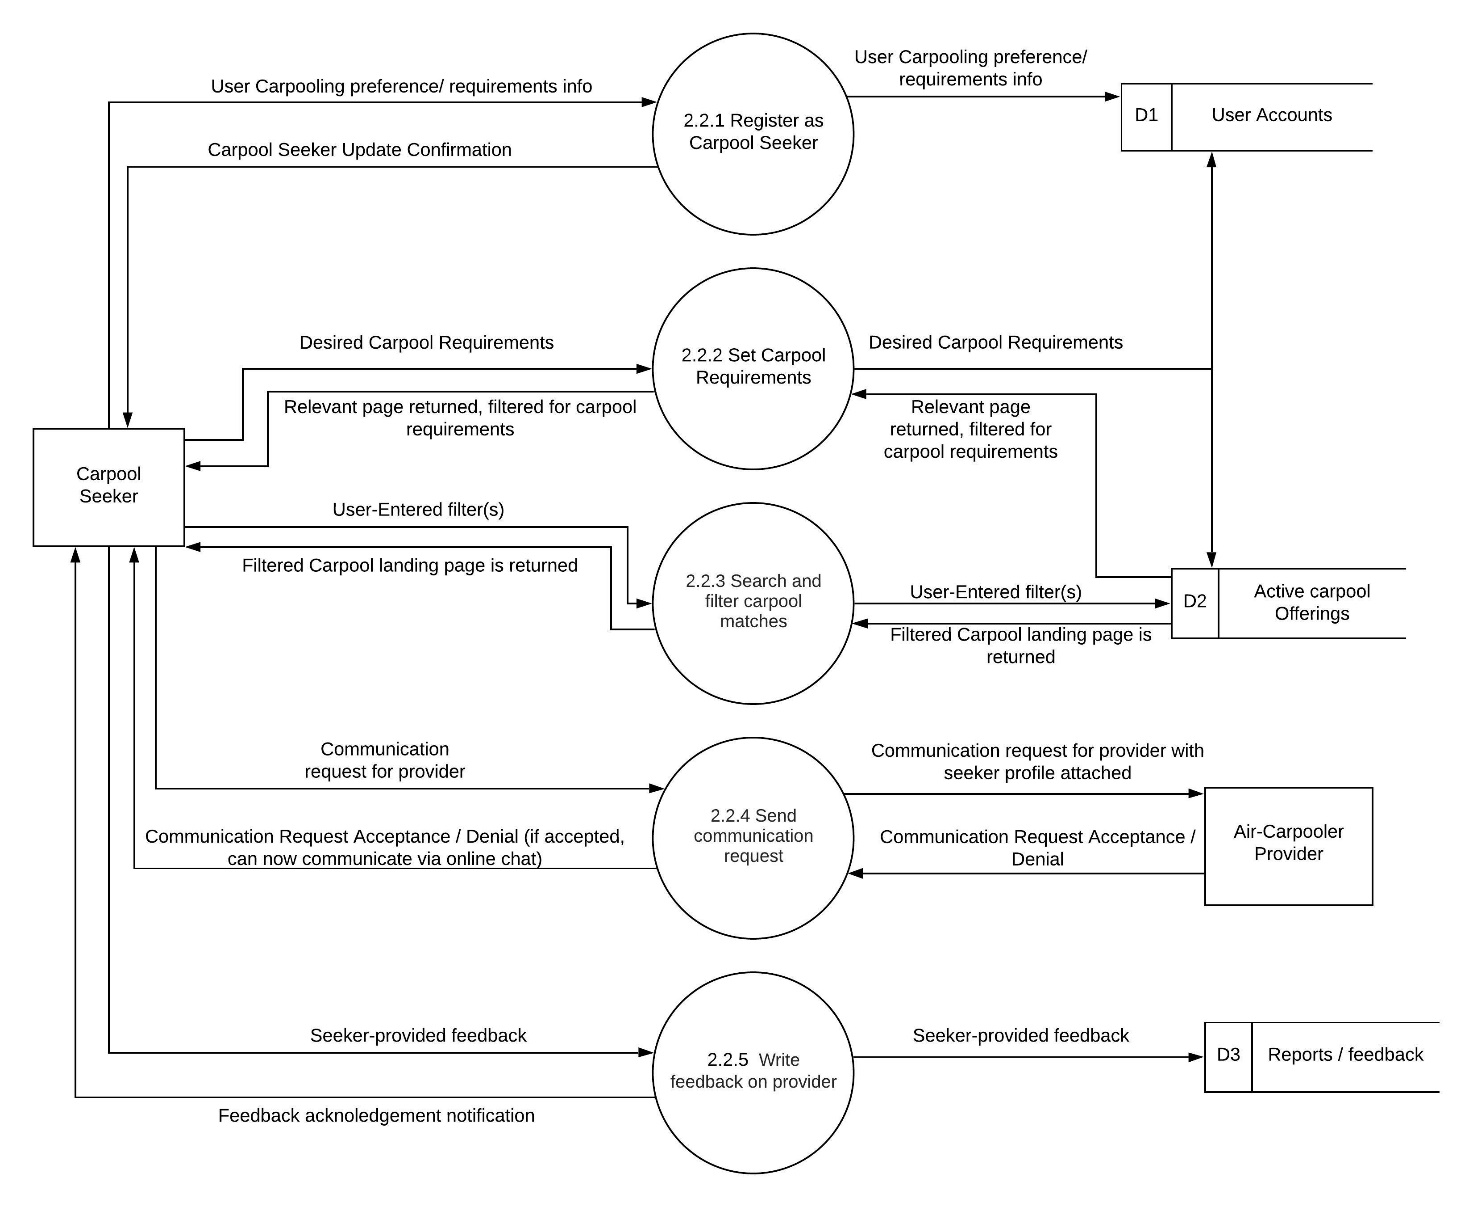 User Carpooling preference/ requirements info
User Carpooling preference/
requirements info
2.2.1 Register as
Carpool Seeker
D1
User Accounts
Carpool Seeker Update Confirmation
Desired Carpool Requirements
2.2.2 Set Carpool
Requirements
Desired Carpool Requirements
Relevant page returned, filtered for carpool
requirements
Relevant page
returned, filtered for
carpool requirements
Carpool
Seeker
User-Entered filter(s)
Filtered Carpool landing page is returned
2.2.3 Search and
filter carpool
matches
User-Entered filter(s)
Filtered Carpool landing page is
returned
D2
Active carpool
Offerings
Communication
request for provider
Communication request for provider with
seeker profile attached
2.2.4 Send
communication
request
Communication Request Acceptance / Denial (if accepted,
can now communicate via online chat)
Communication Request Acceptance /
Denial
Air-Carpooler
Provider
Seeker-provided feedback
2.2.5  Write
feedback on provider
Seeker-provided feedback
D3
Reports / feedback
Feedback acknoledgement notification